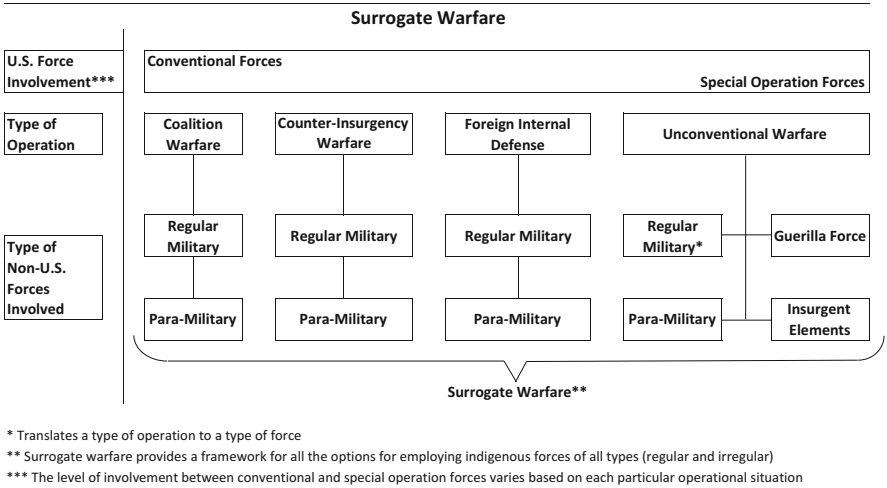 Surrogate Warfare
U.S. Force
Involvement***
Conventional Forces
Special Operation Forces
Type of
Operation
Coalition
Warfare
Counter-Insurgency
Warfare
Foreign Internal
Defense
Unconventional Warfare
Type of
Non-U.S.
Forces
Involved
Regular
Military
Regular Military
Regular Military
Regular
Military*
Guerilla Force
Para-Military
Para-Military
Para-Military
Para-Military
Insurgent
Elements
Surrogate Warfare**
* Translates a type of operation to a type of force
** Surrogate warfare provides a framework for all the options for employing indigenous forces of all types (regular and irregular)
*** The level of involvement between conventional and special operation forces varies based on each particular operational situation